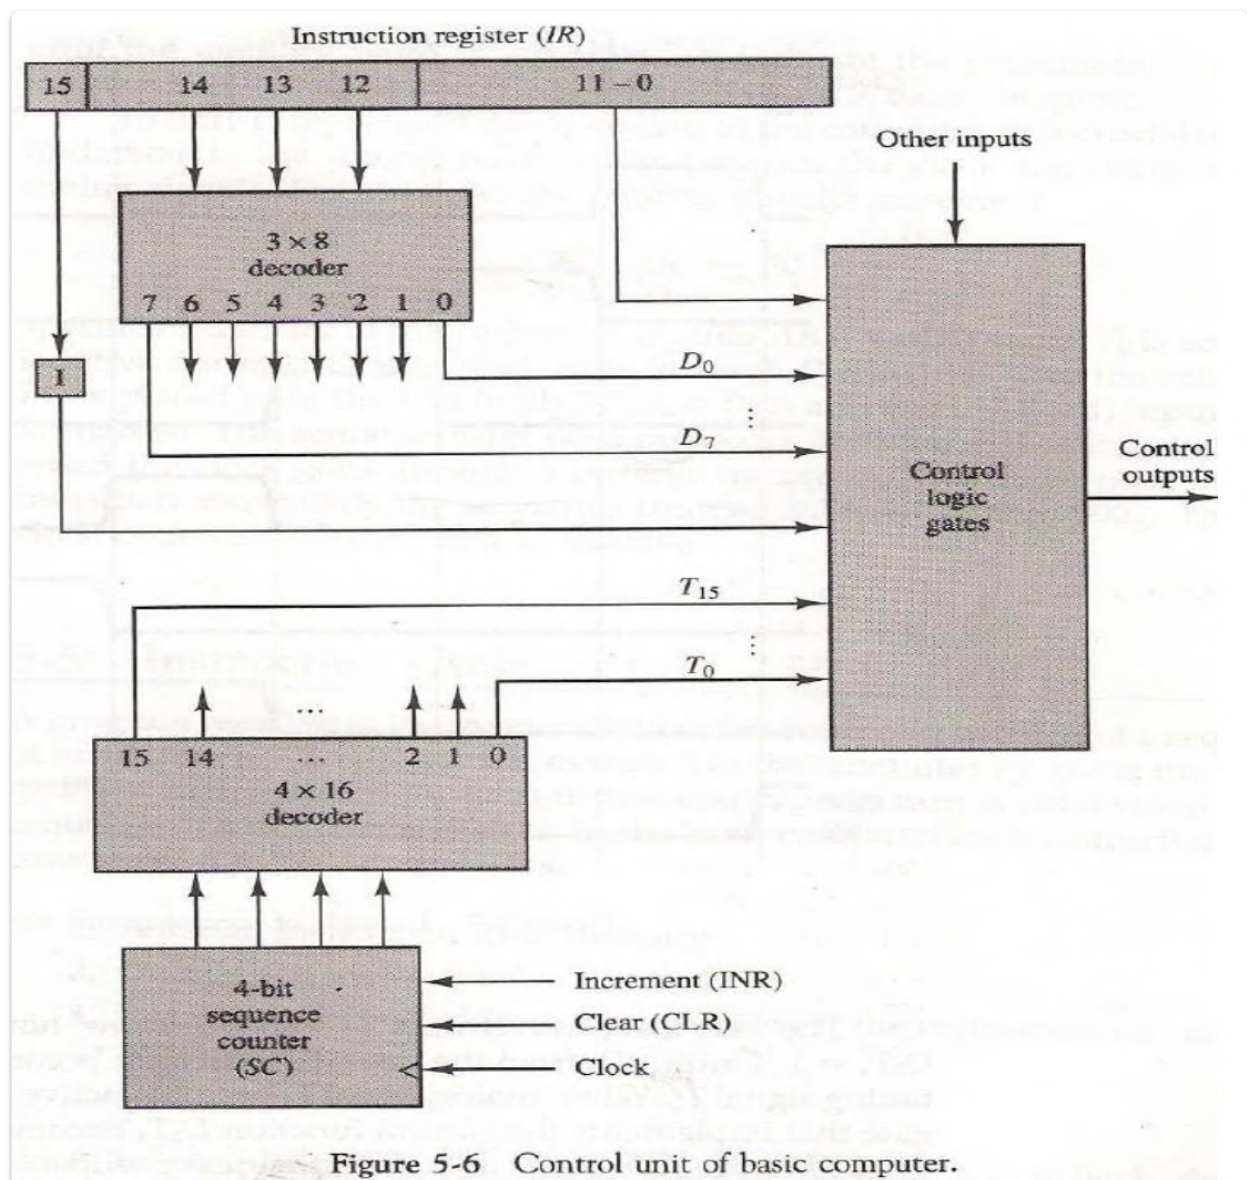 Instruction register (IR)
15 14 13 12 11 – 0
Other inputs
3 × 8
decoder
7 6 5 4 3 2 1 0
1
D0
⋮
D7
Control
logic
gates
Control
outputs
T15
⋮
T0
...
15 14 ... 2 1 0
4 × 16
decoder
4-bit
sequence
counter
(SC)
Increment (INR)
Clear (CLR)
Clock
Figure 5-6 Control unit of basic computer.